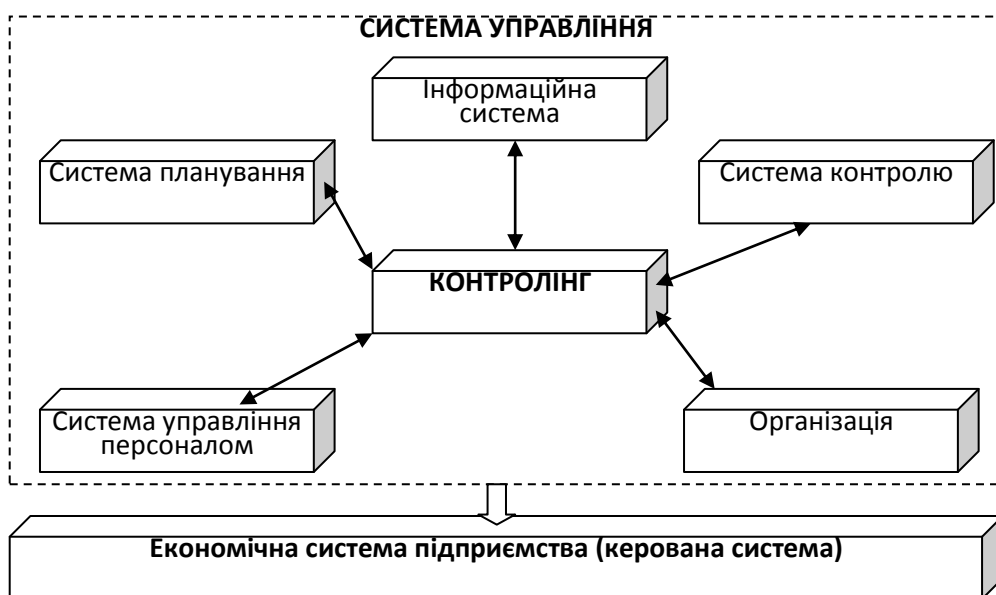 СИСТЕМА УПРАВЛІННЯ
Інформаційна
система
Система планування
Система контролю
КОНТРОЛІНГ
Система управління
персоналом
Організація
Економічна система підприємства (керована система)